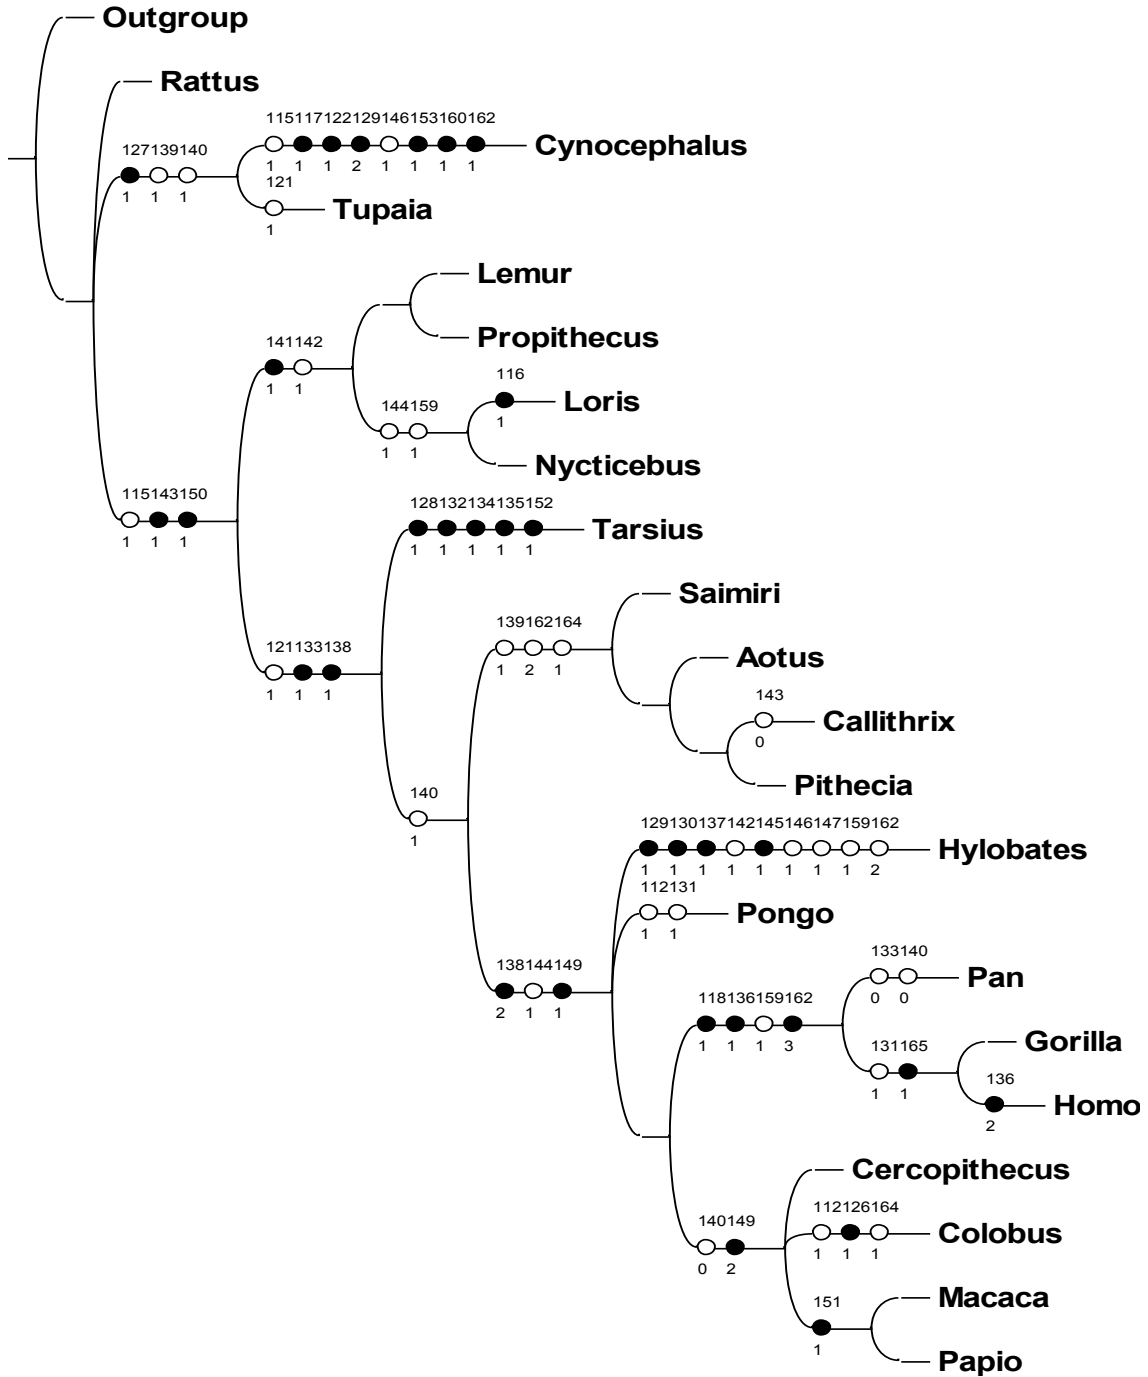 Outgroup
Rattus
115117122129146153160162
Cynocephalus
1 1 1 2 1 1 1 1
127139140
1 1 1
121
Tupaia
1
Lemur
Propithecus
141142
1 1
116
Loris
1
144159
1 1
Nycticebus
115143150
1 1 1
128132134135152
Tarsius
1 1 1 1 1
Saimiri
139162164
1 2 1
121133138
1 1 1
Aotus
143
Callithrix
0
Pithecia
140
1
129130137142145146147159162
Hylobates
1 1 1 1 1 1 1 1 2
112131
Pongo
1 1
133140
Pan
0 0
138144149
2 1 1
118136159162
1 1 1 3
Gorilla
131165
1 1
136
Homo
2
Cercopithecus
112126164
Colobus
1 1 1
140149
0 2
Macaca
151
1
Papio